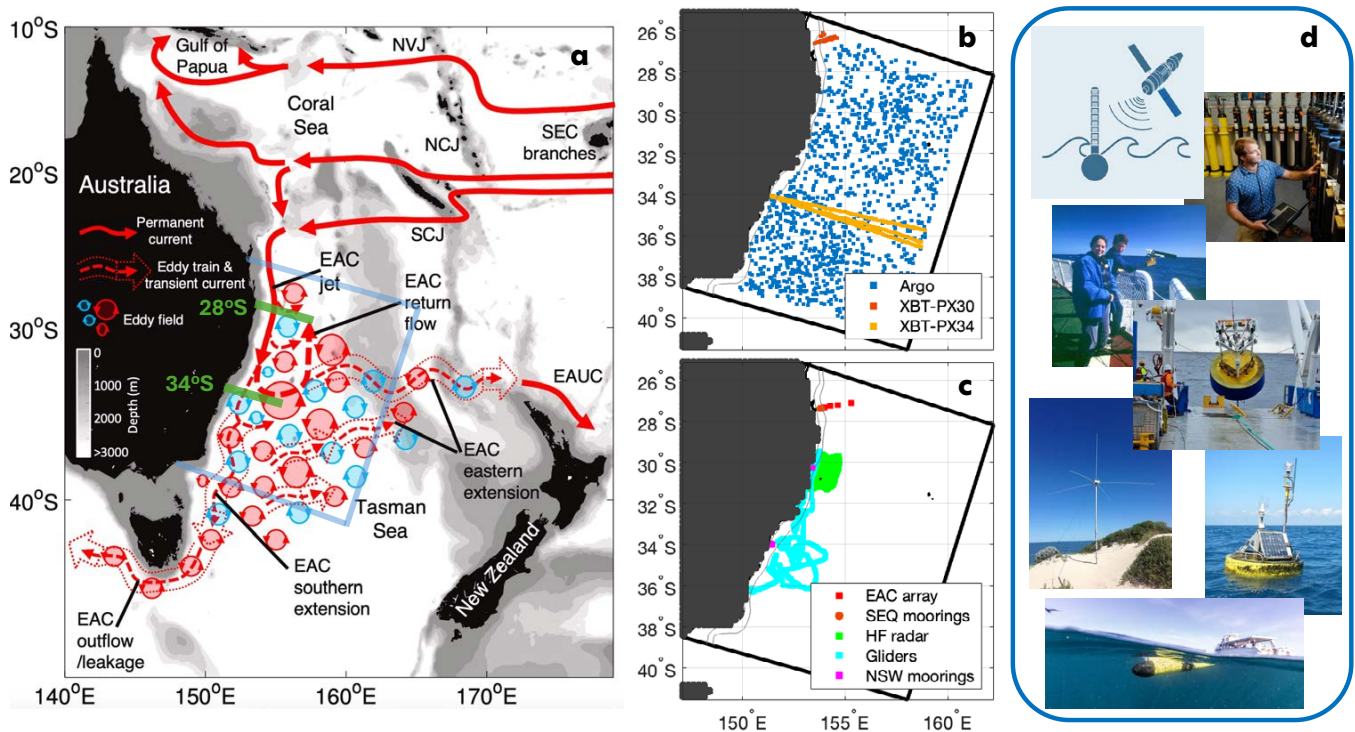 a
10°S
20°S
30°S
40°S
140°E
150°E
160°E
170°E
Gulf of
Papua
NVJ
Coral
Sea
SEC
branches
NCJ
SCJ
Australia
Permanent
current
Eddy train &
transient current
Eddy field
0
1000
2000
>3000
Depth (m)
EAC
jet
EAC
return
flow
28ºS
34ºS
EAUC
EAC
eastern
extension
Tasman
Sea
New Zealand
EAC
southern
extension
EAC
outflow
/leakage
b
26°S
28°S
30°S
32°S
34°S
36°S
38°S
40°S
Argo
XBT-PX30
XBT-PX34
c
26°S
28°S
30°S
32°S
34°S
36°S
38°S
40°S
150°E
155°E
160°E
EAC array
SEQ moorings
HF radar
Gliders
NSW moorings
d